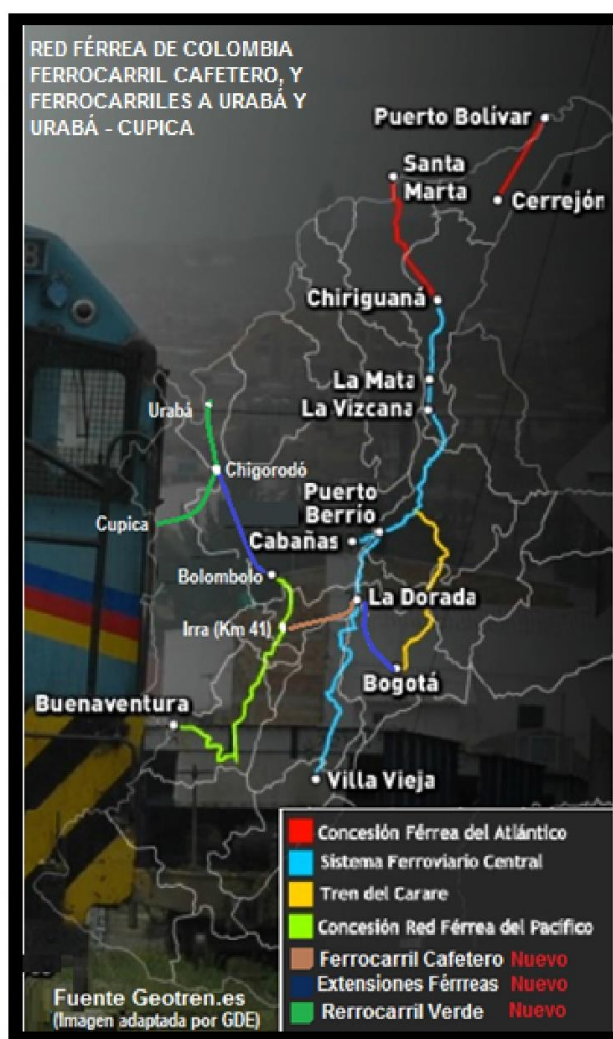 RED FÉRREA DE COLOMBIA
FERROCARRIL CAFETERO, Y
FERROCARRILES A URABÁ Y
URABÁ - CUPICA
Puerto Bolívar
Santa
Marta
Cerrejón
Chiriguaná
La Mata
La Vizcana
Urabá
Chigorodó
Puerto
Berrío
Cupica
Cabañas
Bolombolo
La Dorada
Irra (Km 41)
Bogotá
Buenaventura
Villa Vieja
Concesión Férrea del Atlántico
Sistema Ferroviario Central
Tren del Carare
Concesión Red Férrea del Pacífico
Ferrocarril Cafetero Nuevo
Extensiones Férrreas Nuevo
Rerrocarril Verde Nuevo
Fuente Geotren.es
(Imagen adaptada por GDE)